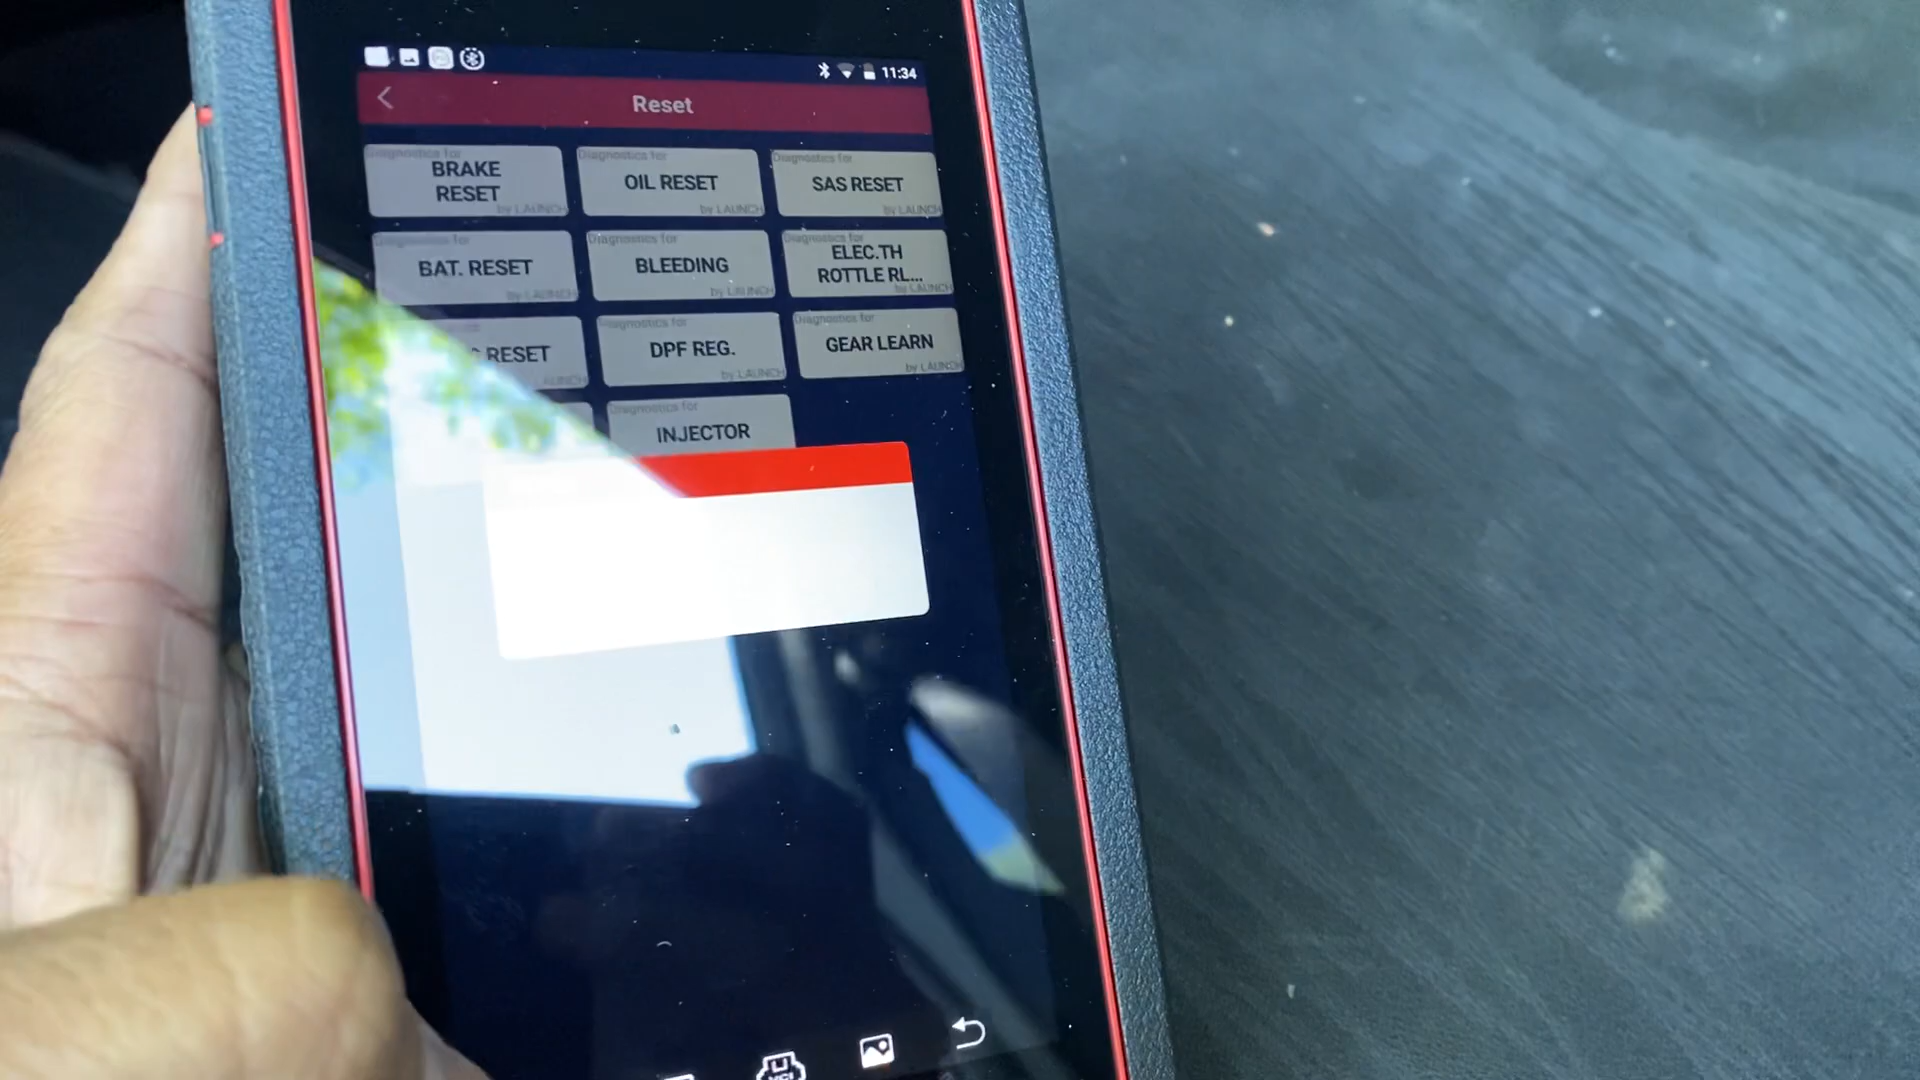 11:34
Reset
Diagnostics for
BRAKE
RESET
by LAUNCH
Diagnostics for
OIL RESET
by LAUNCH
Diagnostics for
SAS RESET
by LAUNCH
Diagnostics for
BAT. RESET
by LAUNCH
Diagnostics for
BLEEDING
by LAUNCH
Diagnostics for
ELEC.TH
ROTTLE RL...
by LAUNCH
RESET
LAUNCH
Diagnostics for
DPF REG.
by LAUNCH
Diagnostics for
GEAR LEARN
by LAUNCH
Diagnostics for
INJECTOR